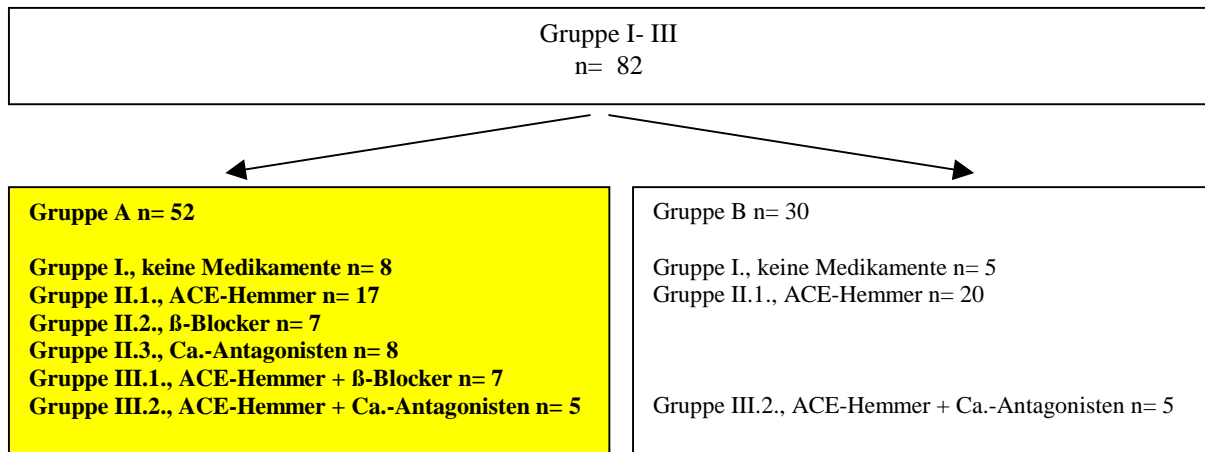 Gruppe I- III
n= 82
Gruppe A n= 52
Gruppe I., keine Medikamente n= 8
Gruppe II.1., ACE-Hemmer n= 17
Gruppe II.2., ß-Blocker n= 7
Gruppe II.3., Ca.-Antagonisten n= 8
Gruppe III.1., ACE-Hemmer + ß-Blocker n= 7
Gruppe III.2., ACE-Hemmer + Ca.-Antagonisten n= 5
Gruppe B n= 30
Gruppe I., keine Medikamente n= 5
Gruppe II.1., ACE-Hemmer n= 20
Gruppe III.2., ACE-Hemmer + Ca.-Antagonisten n= 5